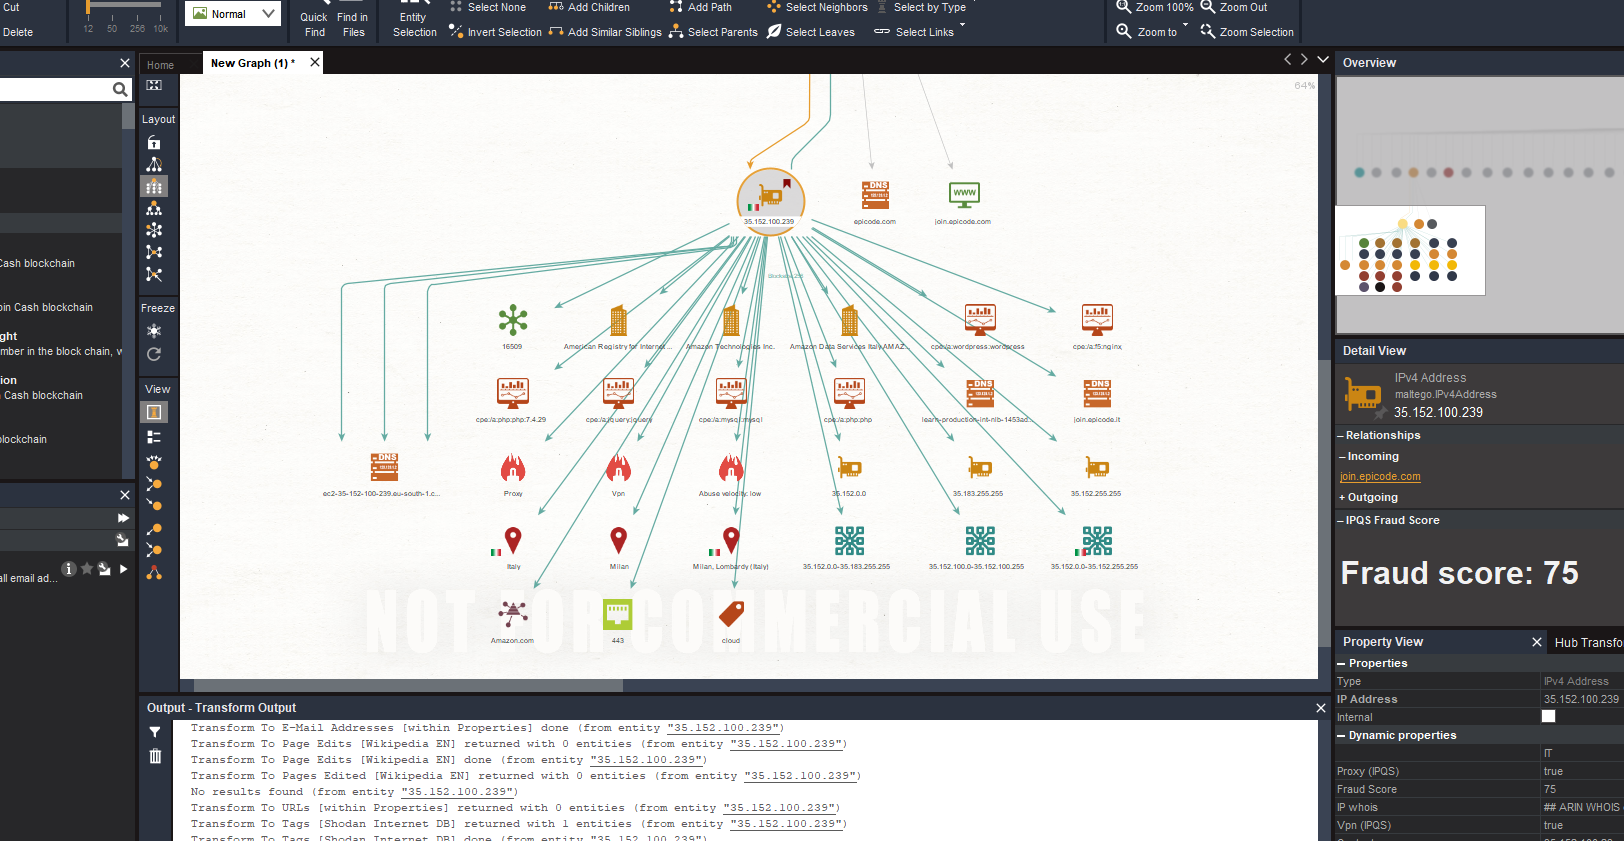 Cut
Delete
12 50 256 10k
Normal
Quick Find
Find in Files
Entity Selection
Select None
Invert Selection
Add Children
Add Similar Siblings
Add Path
Select Parents
Select Neighbors
Select Leaves
Select by Type
Select Links
Zoom 100%
Zoom to
Zoom Out
Zoom Selection
Home
New Graph (1) *
Layout
Freeze
View
Cash blockchain
oin Cash blockchain
ght
mber in the block chain, w
ion
Cash blockchain
blockchain
all email ad...
64%
35.152.100.239
DNS
epicode.com
www
join.epicode.com
16509
American Registry for Internet ...
Amazon Technologies Inc.
Amazon Data Services Italy AMAZ...
cpe:/a:wordpress:wordpress
cpe:/a:f5:nginx
cpe:/a:php:php:7.4.29
cpe:/a:jquery:jquery
cpe:/a:mysql:mysql
cpe:/a:php:php
DNS
learn-production-int-nlb-1453ad...
DNS
join.epicode.it
DNS
ec2-35-152-100-239.eu-south-1.c...
Proxy
Vpn
Abuse velocity: low
35.152.0.0
35.183.255.255
35.152.255.255
Italy
Milan
Milan, Lombardy (Italy)
35.152.0.0-35.183.255.255
35.152.100.0-35.152.100.255
35.152.0.0-35.152.255.255
Amazon.com
443
cloud
NOT FOR COMMERCIAL USE
Output - Transform Output
Transform To E-Mail Addresses [within Properties] done (from entity "35.152.100.239")
Transform To Page Edits [Wikipedia EN] returned with 0 entities (from entity "35.152.100.239")
Transform To Page Edits [Wikipedia EN] done (from entity "35.152.100.239")
Transform To Pages Edited [Wikipedia EN] returned with 0 entities (from entity "35.152.100.239")
No results found (from entity "35.152.100.239")
Transform To URLs [within Properties] returned with 0 entities (from entity "35.152.100.239")
Transform To Tags [Shodan Internet DB] returned with 1 entities (from entity "35.152.100.239")
Transform To Tags [Shodan Internet DB] done (from entity "35.152.100.239")
Overview
Detail View
IPv4 Address
maltego.IPv4Address
35.152.100.239
– Relationships
– Incoming
join.epicode.com
+ Outgoing
– IPQS Fraud Score
Fraud score: 75
Property View
Hub Transfo
– Properties
Type IPv4 Address
IP Address 35.152.100.239
Internal
– Dynamic properties
IT
Proxy (IPQS) true
Fraud Score 75
IP whois ## ARIN WHOIS
Vpn (IPQS) true